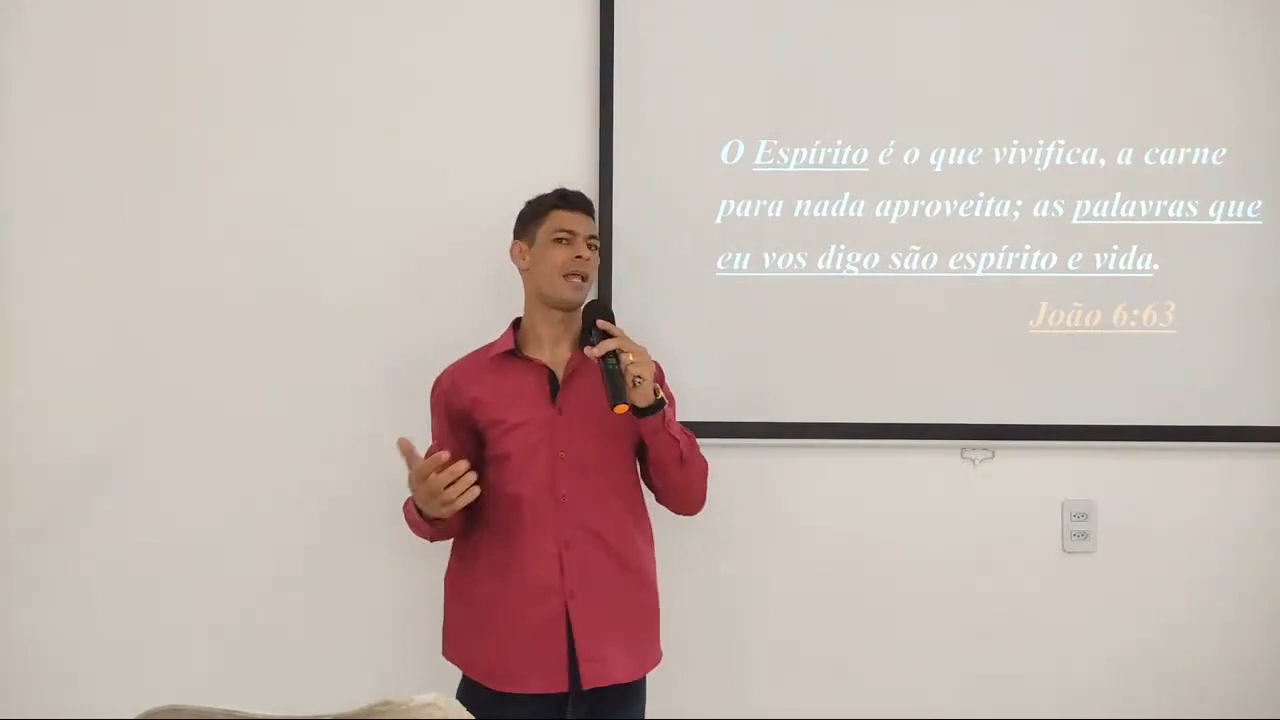 O Espírito é o que vivifica, a carne
para nada aproveita; as palavras que
eu vos digo são espírito e vida.
João 6:63